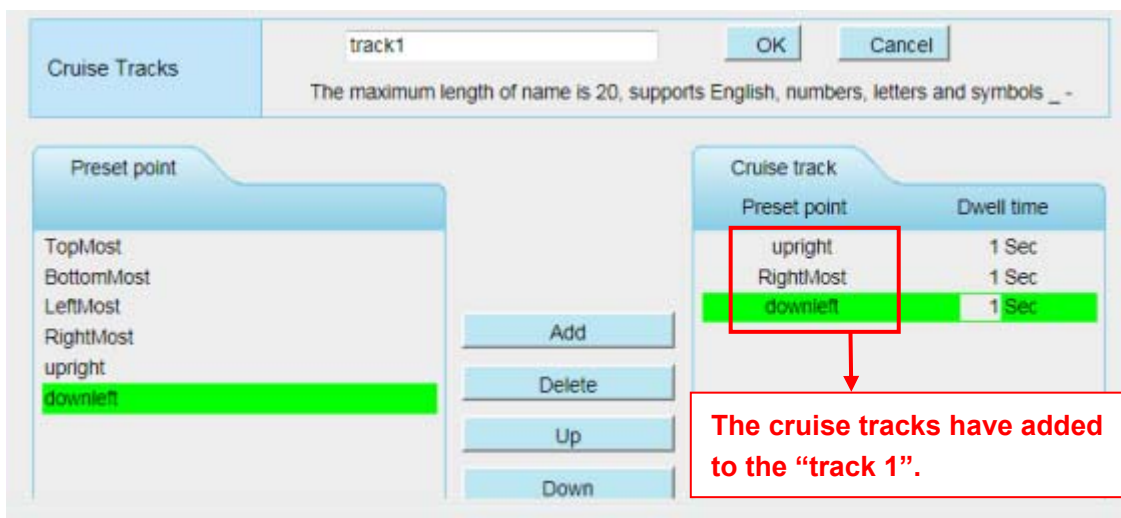 track1
OK
Cancel
Cruise Tracks
The maximum length of name is 20, supports English, numbers, letters and symbols _ -
Preset point
Cruise track
Preset point Dwell time
TopMost
BottomMost
LeftMost
RightMost
upright
downleft
Add
Delete
Up
Down
upright 1 Sec
RightMost 1 Sec
downleft 1 Sec
The cruise tracks have added
to the “track 1”.